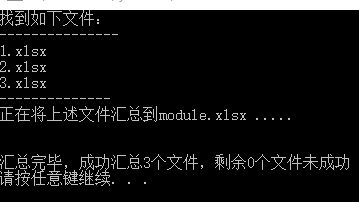 找到如下文件：
---------------
1.xlsx
2.xlsx
3.xlsx
--------------
正在将上述文件汇总到module.xlsx .....
汇总完毕，成功汇总3个文件，剩余0个文件未成功
请按任意键继续. . .